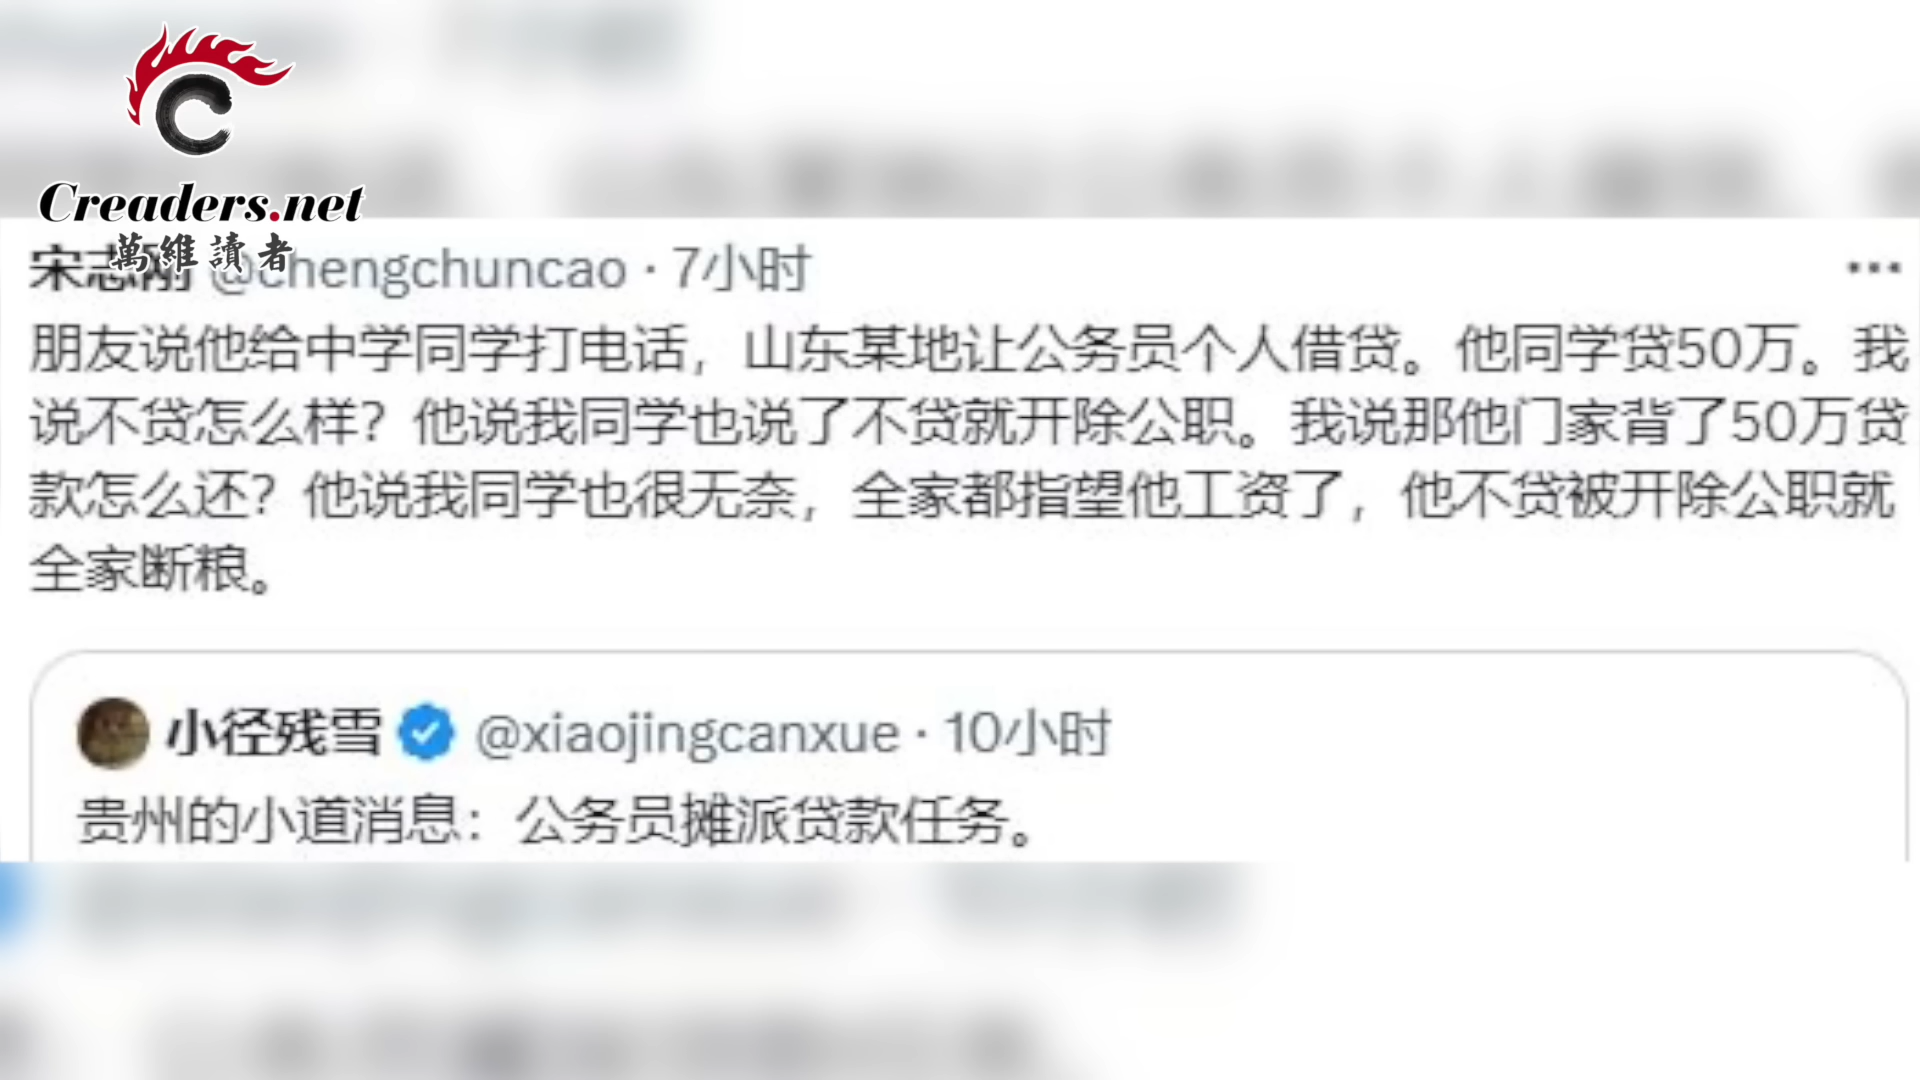 Creaders.net
萬維讀者
宋志刚 @chengchuncao · 7小时
朋友说他给中学同学打电话，山东某地让公务员个人借贷。他同学贷50万。我
说不贷怎么样？他说我同学也说了不贷就开除公职。我说那他门家背了50万贷
款怎么还？他说我同学也很无奈，全家都指望他工资了，他不贷被开除公职就
全家断粮。
小径残雪 @xiaojingcanxue · 10小时
贵州的小道消息：公务员摊派贷款任务。